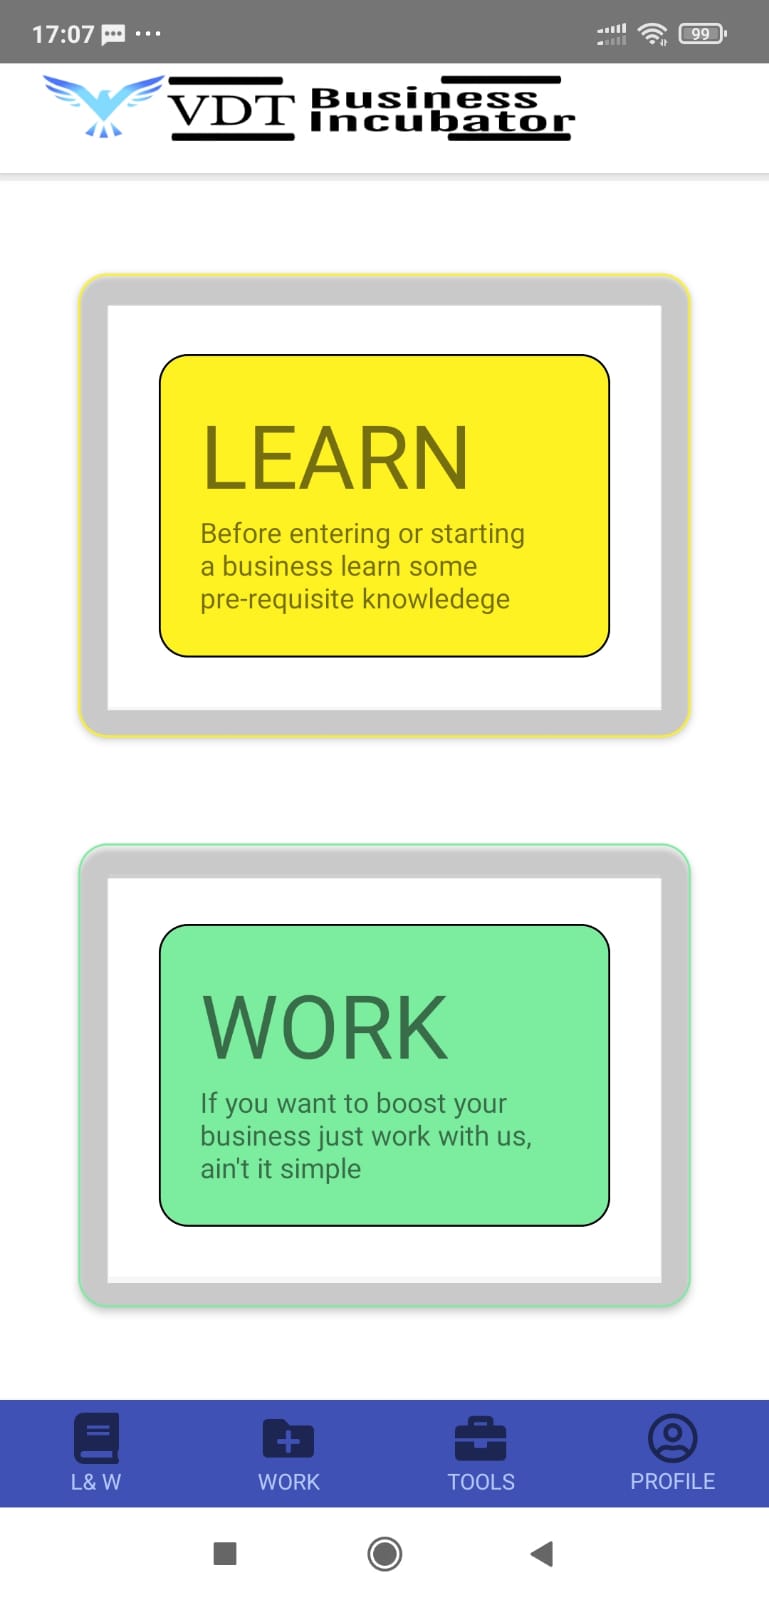 17:07
99
VDT Business
Incubator
LEARN
Before entering or starting
a business learn some
pre-requisite knowledege
WORK
If you want to boost your
business just work with us,
ain't it simple
L& W
WORK
TOOLS
PROFILE